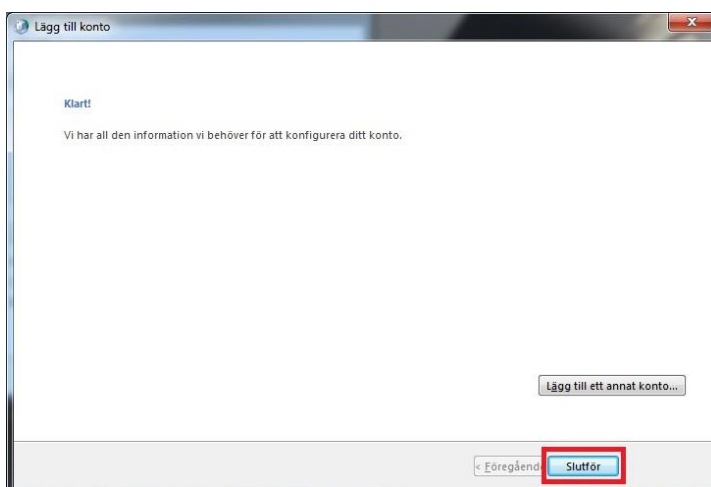 Lägg till konto
Klart!
Vi har all den information vi behöver för att konfigurera ditt konto.
Lägg till ett annat konto...
< Föregående
Slutför